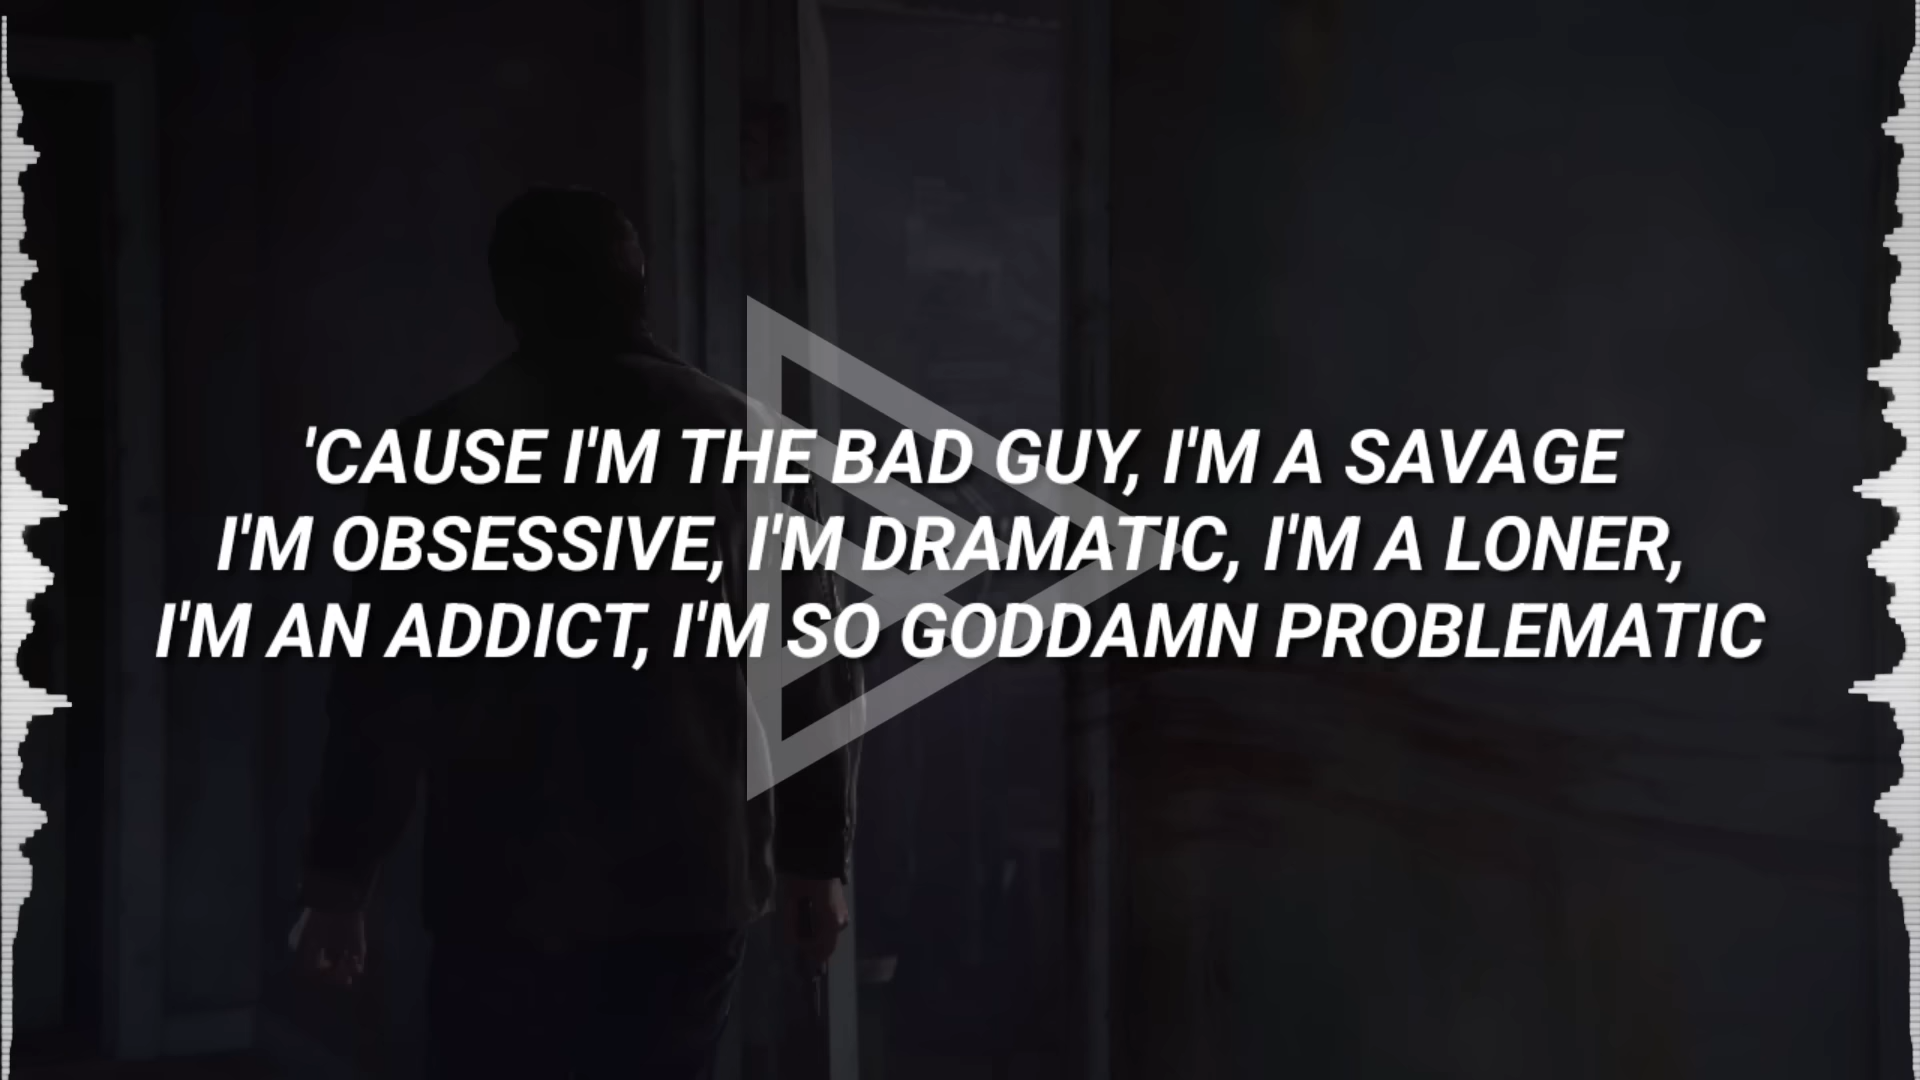 'CAUSE I'M THE BAD GUY, I'M A SAVAGE
I'M OBSESSIVE, I'M DRAMATIC, I'M A LONER,
I'M AN ADDICT, I'M SO GODDAMN PROBLEMATIC